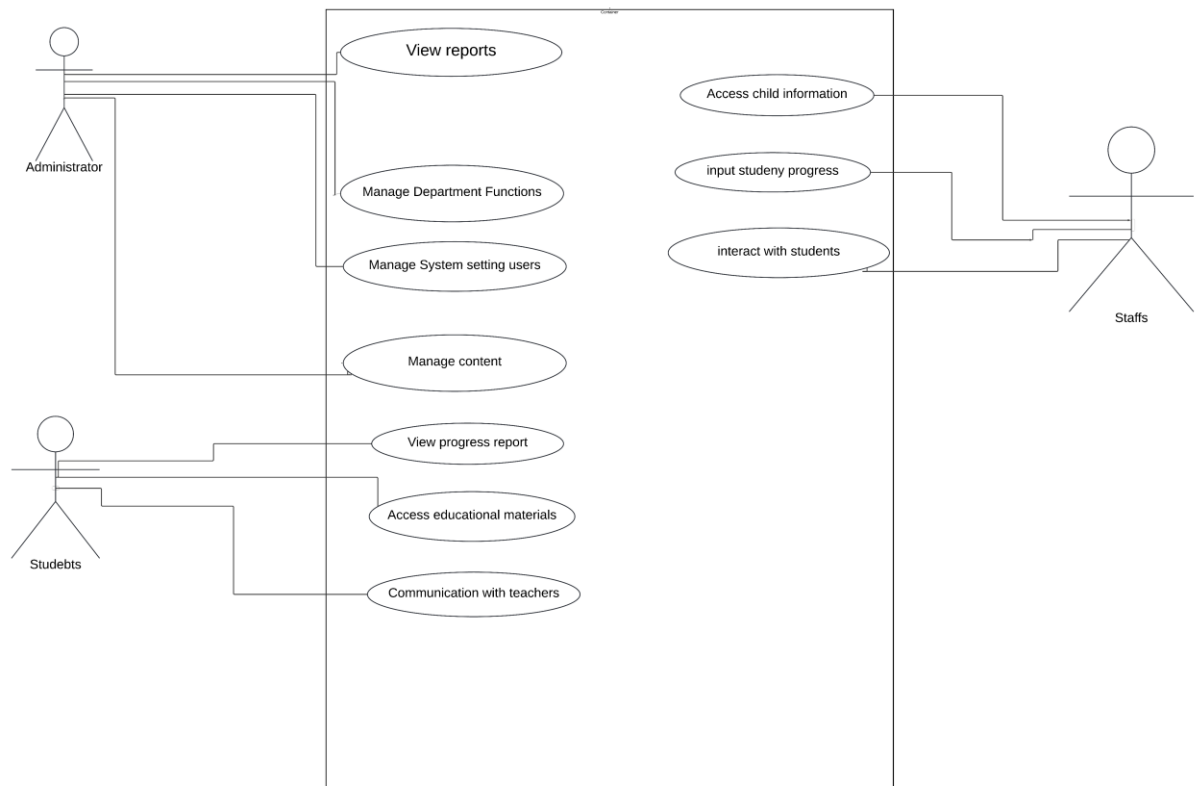 Container
View reports
Administrator
Manage Department Functions
Manage System setting users
Manage content
Access child information
input studeny progress
interact with students
Staffs
View progress report
Access educational materials
Studebts
Communication with teachers